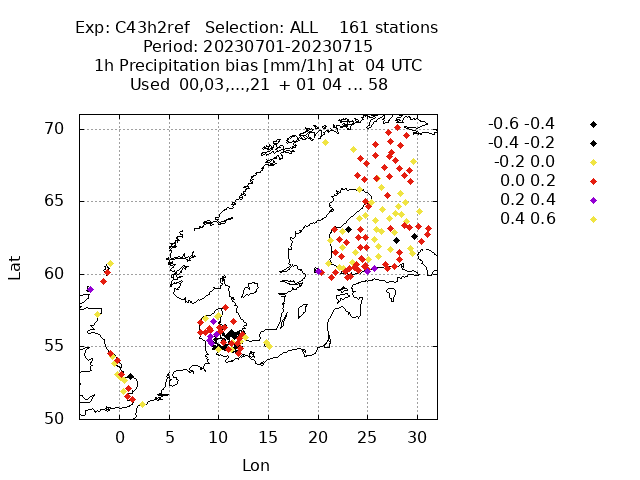 Exp: C43h2ref   Selection: ALL    161 stations
Period: 20230701-20230715
1h Precipitation bias [mm/1h] at  04 UTC
Used  00,03,...,21  + 01 04 ... 58
-0.6 -0.4
-0.4 -0.2
-0.2 0.0
0.0 0.2
0.2 0.4
0.4 0.6
70
65
60
55
50
Lat
0 5 10 15 20 25 30
Lon